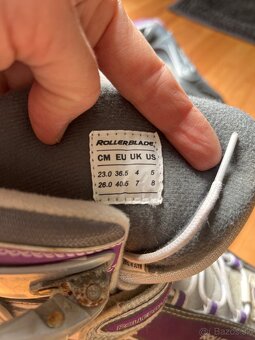 ROLLERBLADE
CM EU UK US
23.0 36.5 4 5
26.0 40.5 7 8